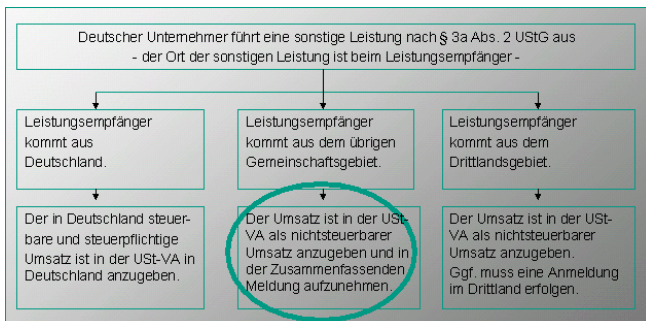 Deutscher Unternehmer führt eine sonstige Leistung nach § 3a Abs. 2 UStG aus
- der Ort der sonstigen Leistung ist beim Leistungsempfänger -
Leistungsempfänger
kommt aus
Deutschland.
Leistungsempfänger
kommt aus dem übrigen
Gemeinschaftsgebiet.
Leistungsempfänger
kommt aus dem
Drittlandsgebiet.
Der in Deutschland steuer-
bare und steuerpflichtige
Umsatz ist in der USt-VA in
Deutschland anzugeben.
Der Umsatz ist in der USt-
VA als nichtsteuerbarer
Umsatz anzugeben und in
der Zusammenfassenden
Meldung aufzunehmen.
Der Umsatz ist in der USt-
VA als nichtsteuerbarer
Umsatz anzugeben.
Ggf. muss eine Anmeldung
im Drittland erfolgen.